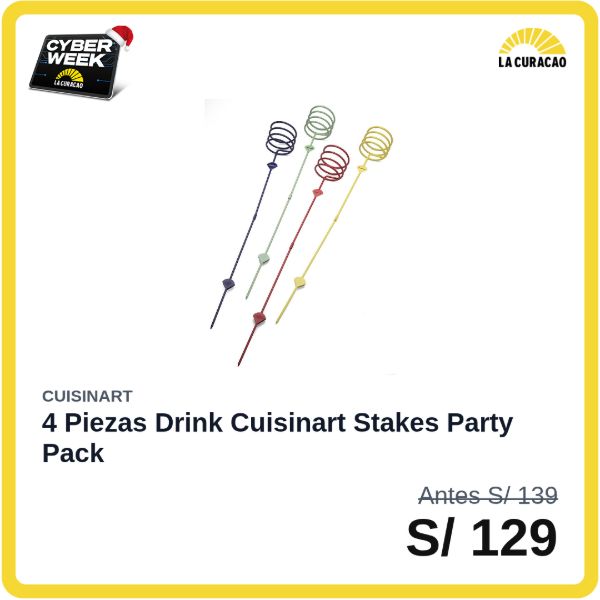 CYBER
WEEK
LA CURACAO
LA CURACAO
CUISINART
4 Piezas Drink Cuisinart Stakes Party
Pack
Antes S/ 139
S/ 129